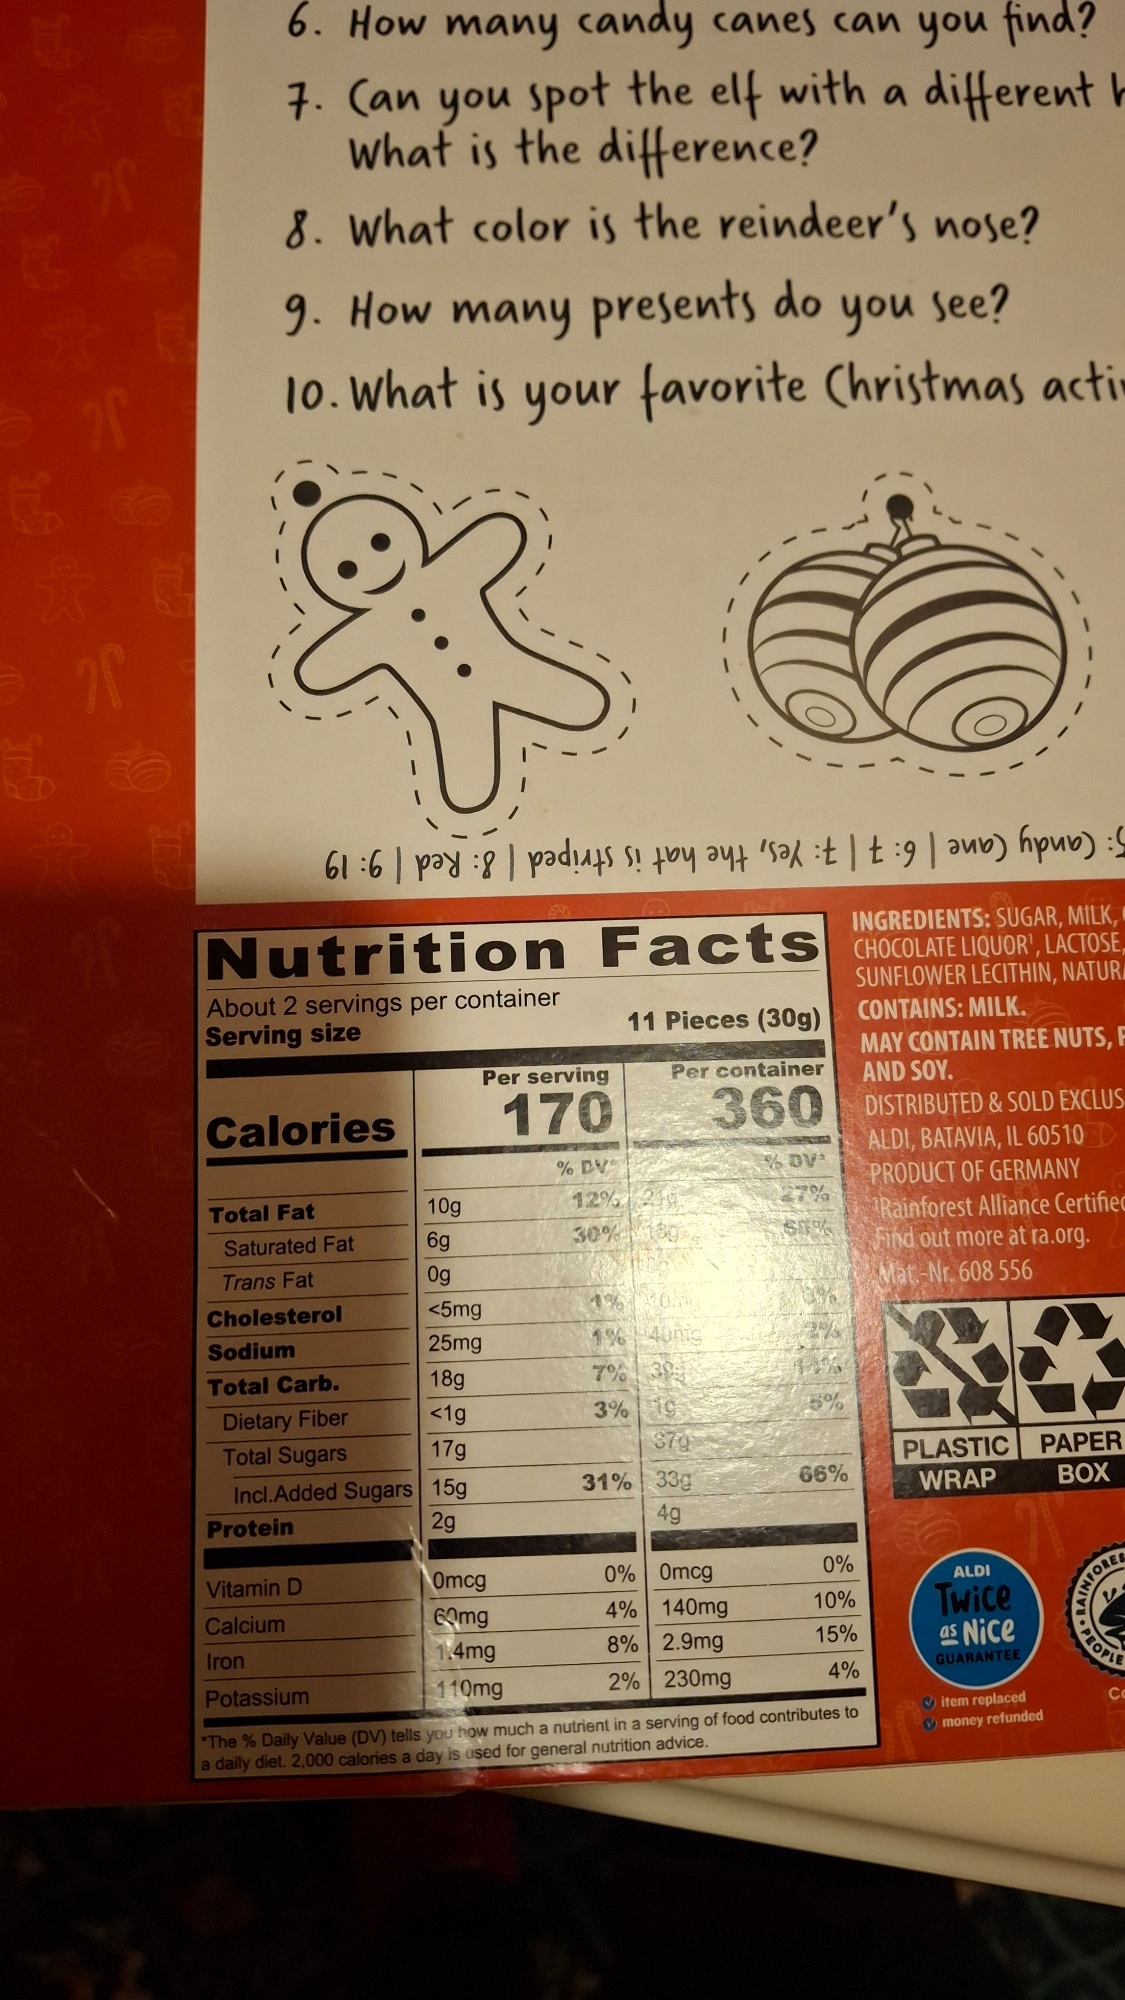 6. How many candy canes can you find?
7. Can you spot the elf with a different
What is the difference?
8. What color is the reindeer's nose?
9. How many presents do you see?
10. What is your favorite Christmas
Candy Cane | 6: 7 | 7: Yes, the hat is striped | 8: Red | 9: 19
Nutrition Facts
About 2 servings per container
Serving size 11 Pieces (30g)
Per serving Per container
Calories 170 360
% DV* % DV*
Total Fat 10g 12% 21g 27%
Saturated Fat 6g 30%
Trans Fat 0g
Cholesterol <5mg 1% 10mg 3%
Sodium 25mg 1% 40mg 2%
Total Carb. 18g 7% 14%
Dietary Fiber <1g 3% 1g 5%
Total Sugars 17g 37g
Incl.Added Sugars 15g 31% 33g 66%
Protein 2g 4g
Vitamin D 0mcg 0% 0mcg 0%
Calcium 60mg 4% 140mg 10%
Iron 1.4mg 8% 2.9mg 15%
Potassium 110mg 2% 230mg 4%
*The % Daily Value (DV) tells you how much a nutrient in a serving of food contributes to
a daily diet. 2,000 calories a day is used for general nutrition advice.
INGREDIENTS: SUGAR, MILK,
CHOCOLATE LIQUOR¹, LACTOSE,
SUNFLOWER LECITHIN,
CONTAINS: MILK.
MAY CONTAIN TREE NUTS,
AND SOY.
DISTRIBUTED & SOLD
ALDI, BATAVIA, IL 60510
PRODUCT OF GERMANY
¹Rainforest Alliance
Find out more at ra.org.
Mat.-Nr. 608 556
PLASTIC PAPER
WRAP BOX
ALDI
Twice
as Nice
GUARANTEE
item replaced
money refunded